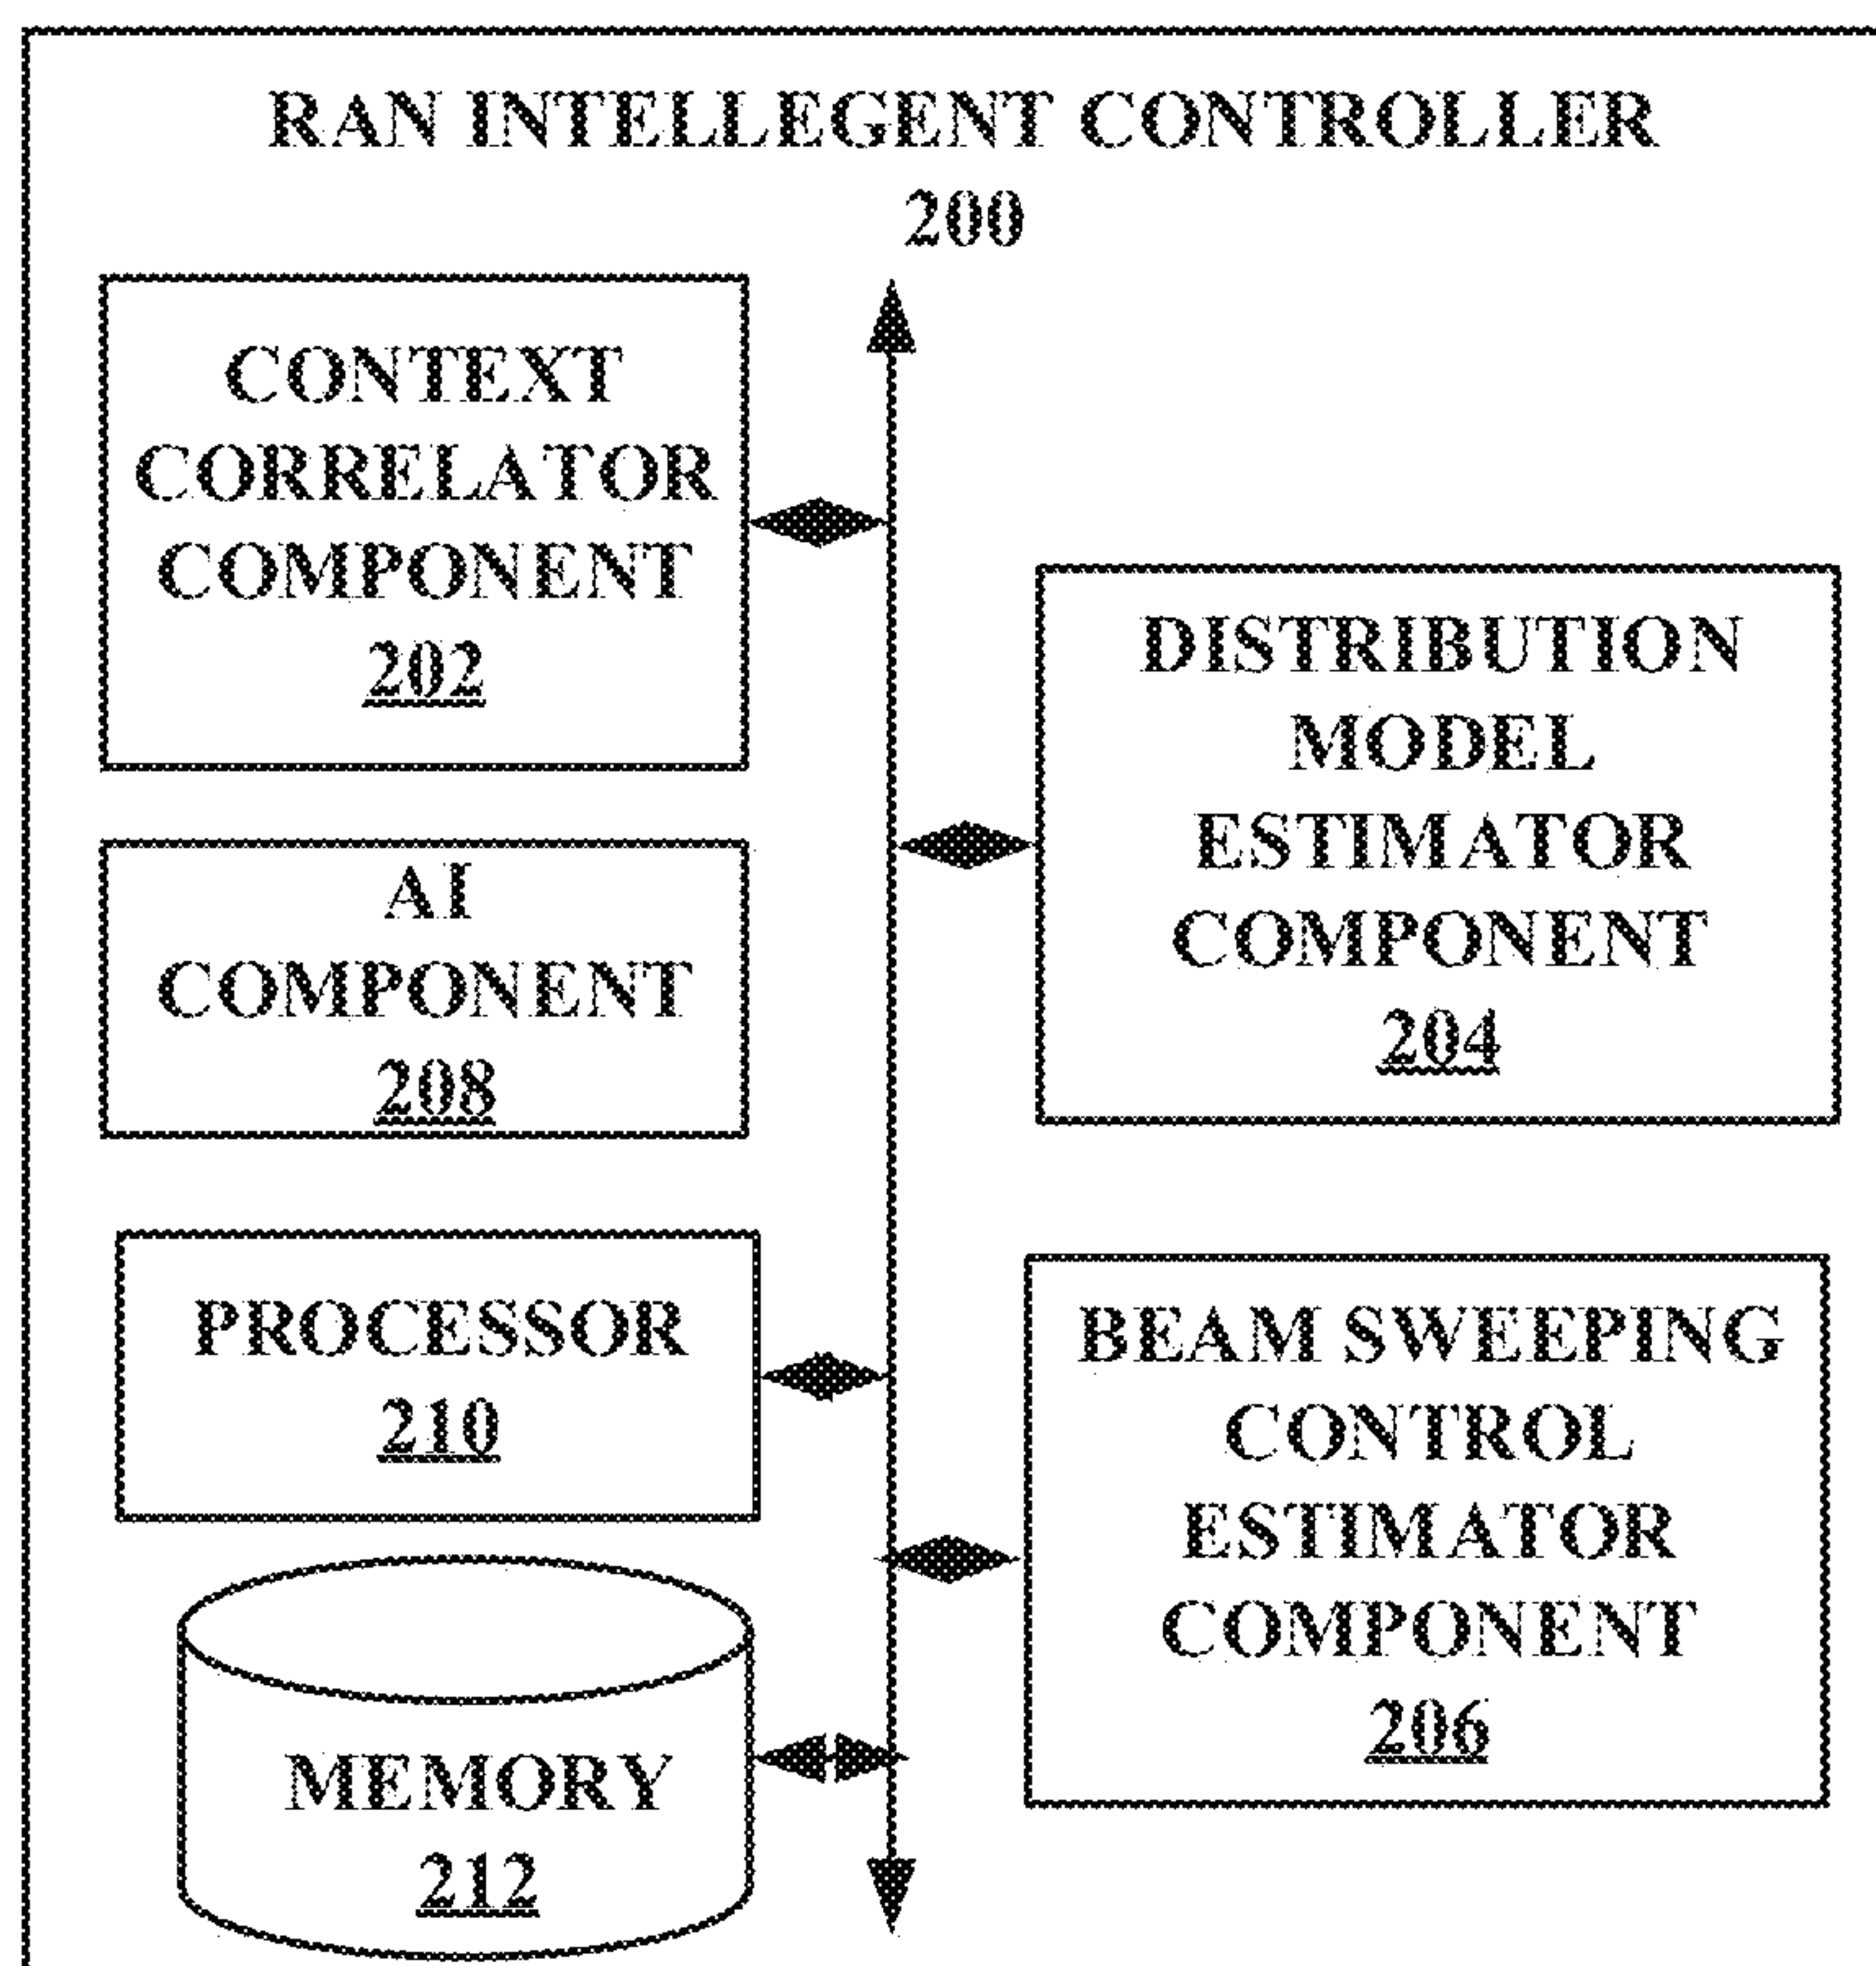 RAN INTELLEGENT CONTROLLER
200
CONTEXT
CORRELATOR
COMPONENT
202
DISTRIBUTION
MODEL
ESTIMATOR
COMPONENT
204
AI
COMPONENT
208
PROCESSOR
210
BEAM SWEEPING
CONTROL
ESTIMATOR
COMPONENT
206
MEMORY
212